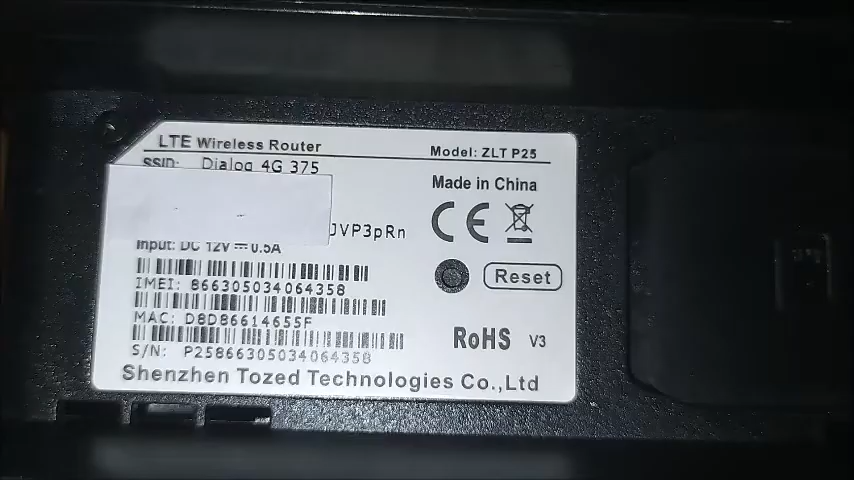 LTE Wireless Router
Model: ZLT P25
SSID: Dialog 4G 375
Made in China
JVP3pRn
CE
Input: DC 12V 0.5A
Reset
IMEI: 866305034064358
MAC: D8D86614655F
RoHS V3
S/N: P25866305034064358
Shenzhen Tozed Technologies Co.,Ltd